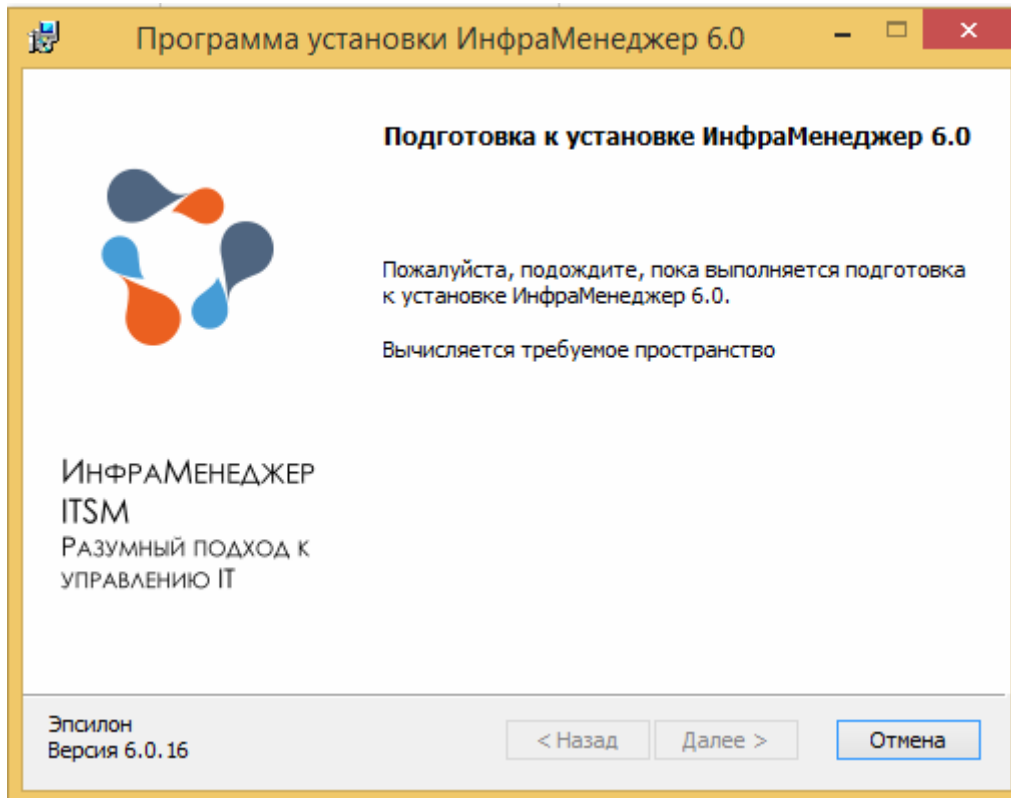 Программа установки ИнфраМенеджер 6.0
Подготовка к установке ИнфраМенеджер 6.0
Пожалуйста, подождите, пока выполняется подготовка
к установке ИнфраМенеджер 6.0.
Вычисляется требуемое пространство
ИнфраМенеджер
ITSM
Разумный подход к
управлению IT
Эпсилон
Версия 6.0.16
< Назад
Далее >
Отмена